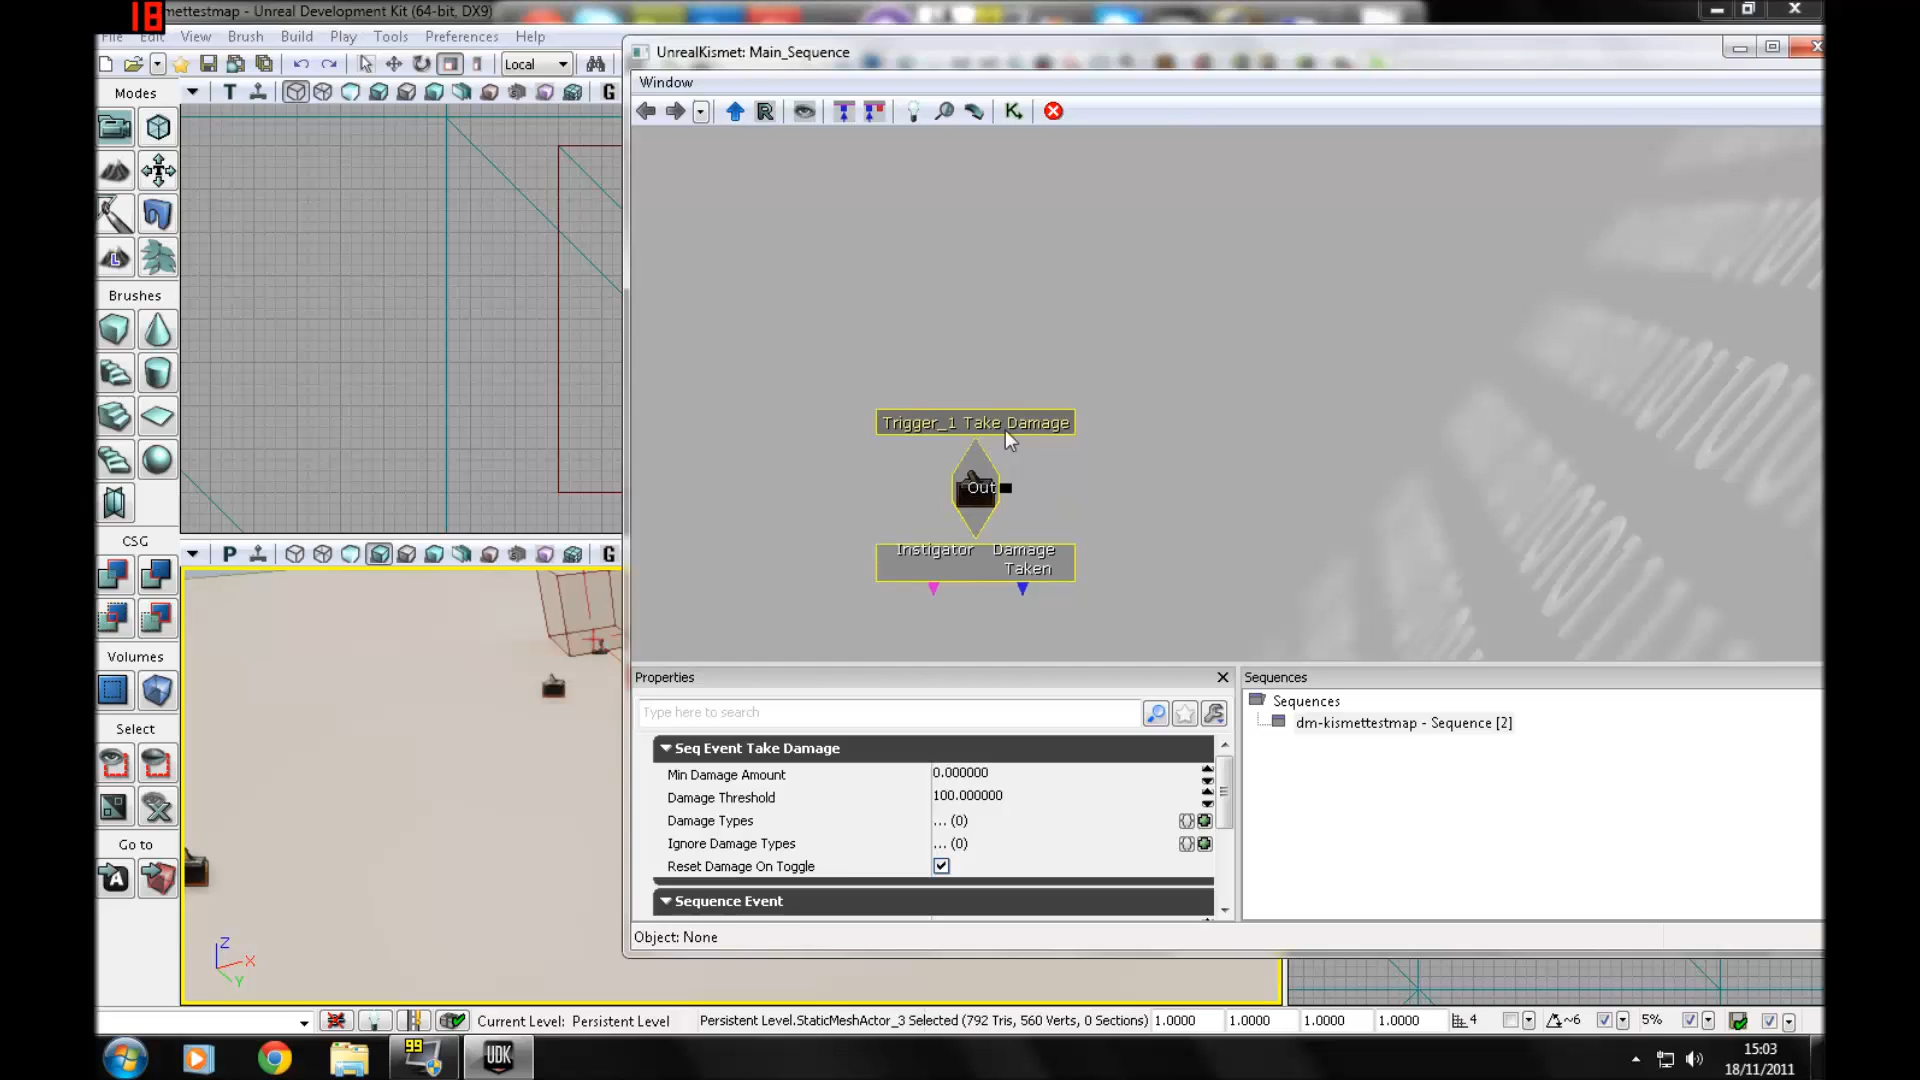 18
mettestmap - Unreal Development Kit (64-bit, DX9)
File Edit View Brush Build Play Tools Preferences Help
Local
UnrealKismet: Main_Sequence
Window
Modes
T
G
R
K
Brushes
Trigger_1 Take Damage
Out
Instigator Damage
Taken
CSG
P
G
Volumes
Properties
Sequences
Type here to search
Sequences
dm-kismettestmap - Sequence [2]
Select
Seq Event Take Damage
Min Damage Amount 0.000000
Damage Threshold 100.000000
Damage Types ... (0)
Ignore Damage Types ... (0)
Reset Damage On Toggle
Go to
A
Sequence Event
Object: None
Z
X
Y
Current Level: Persistent Level
Persistent Level.StaticMeshActor_3 Selected (792 Tris, 560 Verts, 0 Sections)
1.0000 1.0000 1.0000 1.0000
4
~6
5%
99
UDK
15:03
18/11/2011